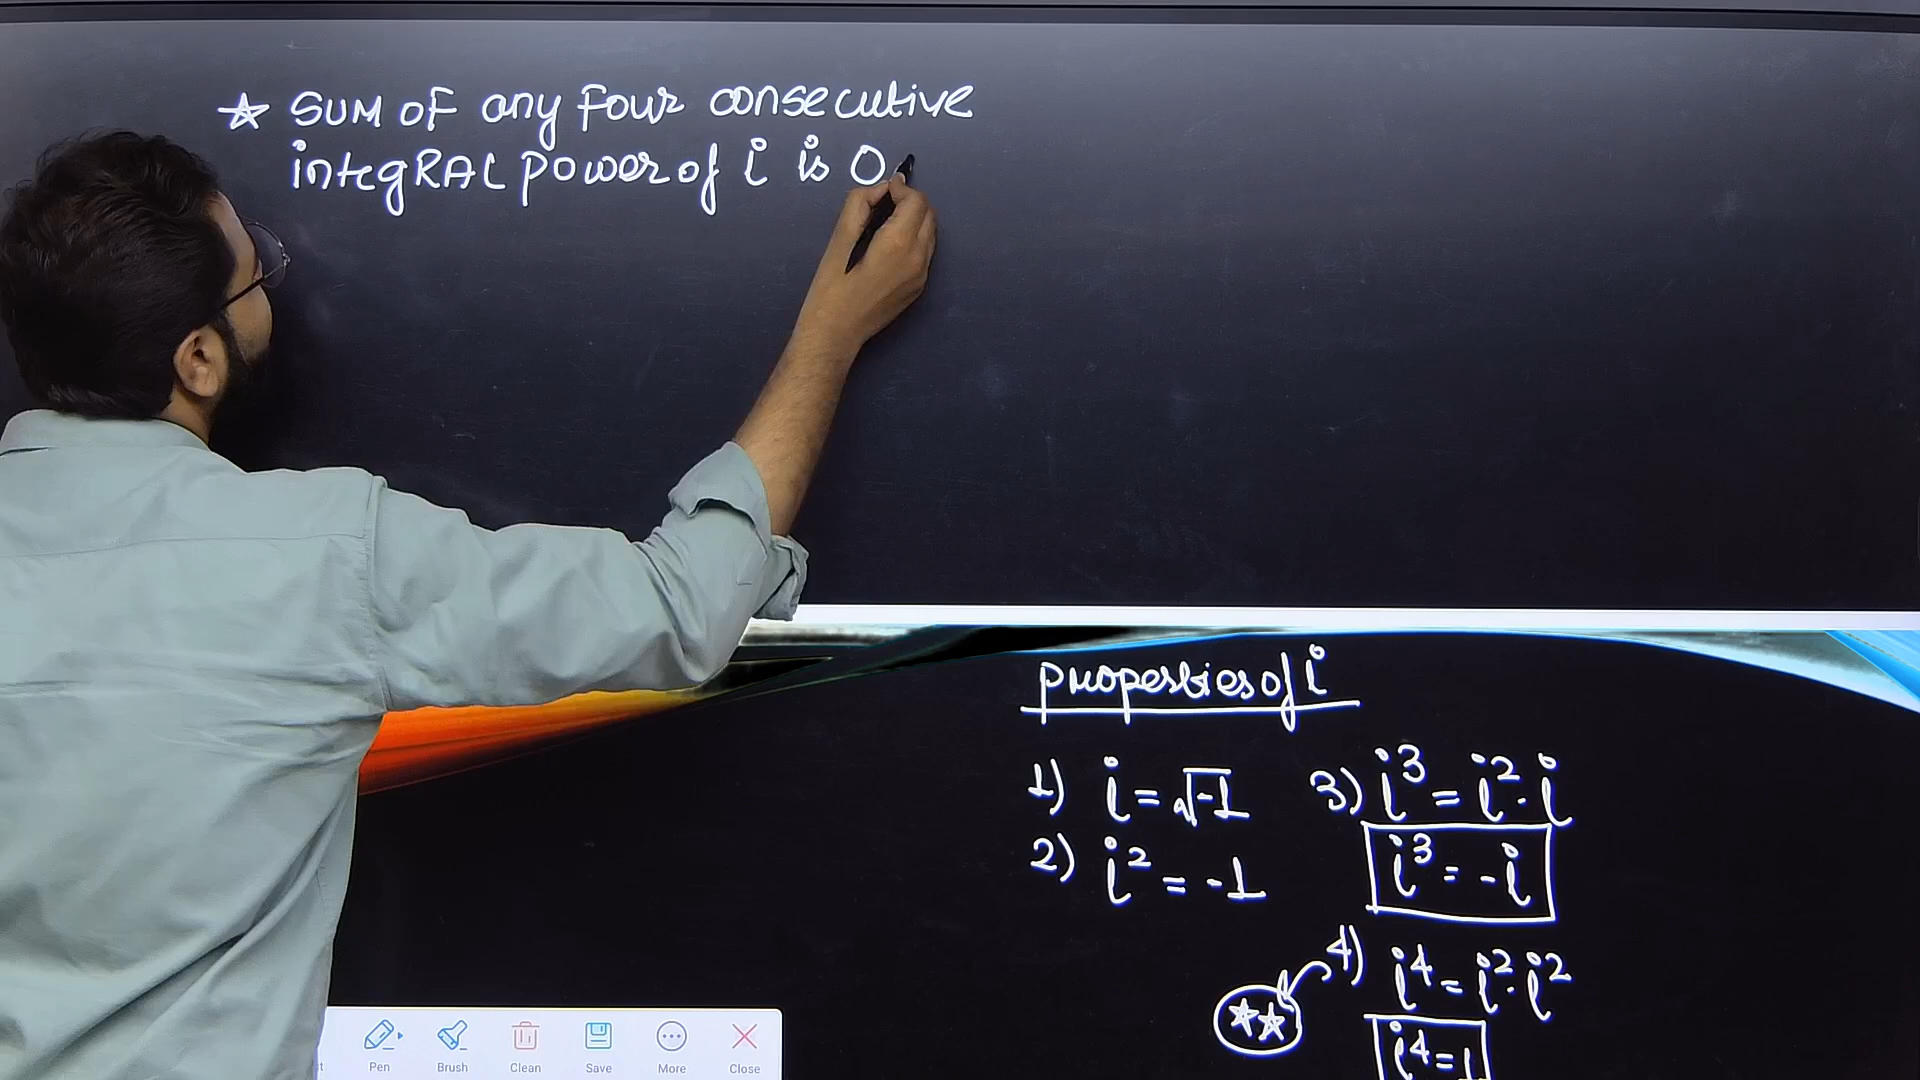 ☆ SUM OF any Four consecutive
integRAL power of i is 0
properties of i
1) i = √-1
2) i² = -1
3) i³ = i².i
i³ = -i
4) i⁴ = i².i²
☆☆
i⁴ = 1
Pen
Brush
Clean
Save
More
Close